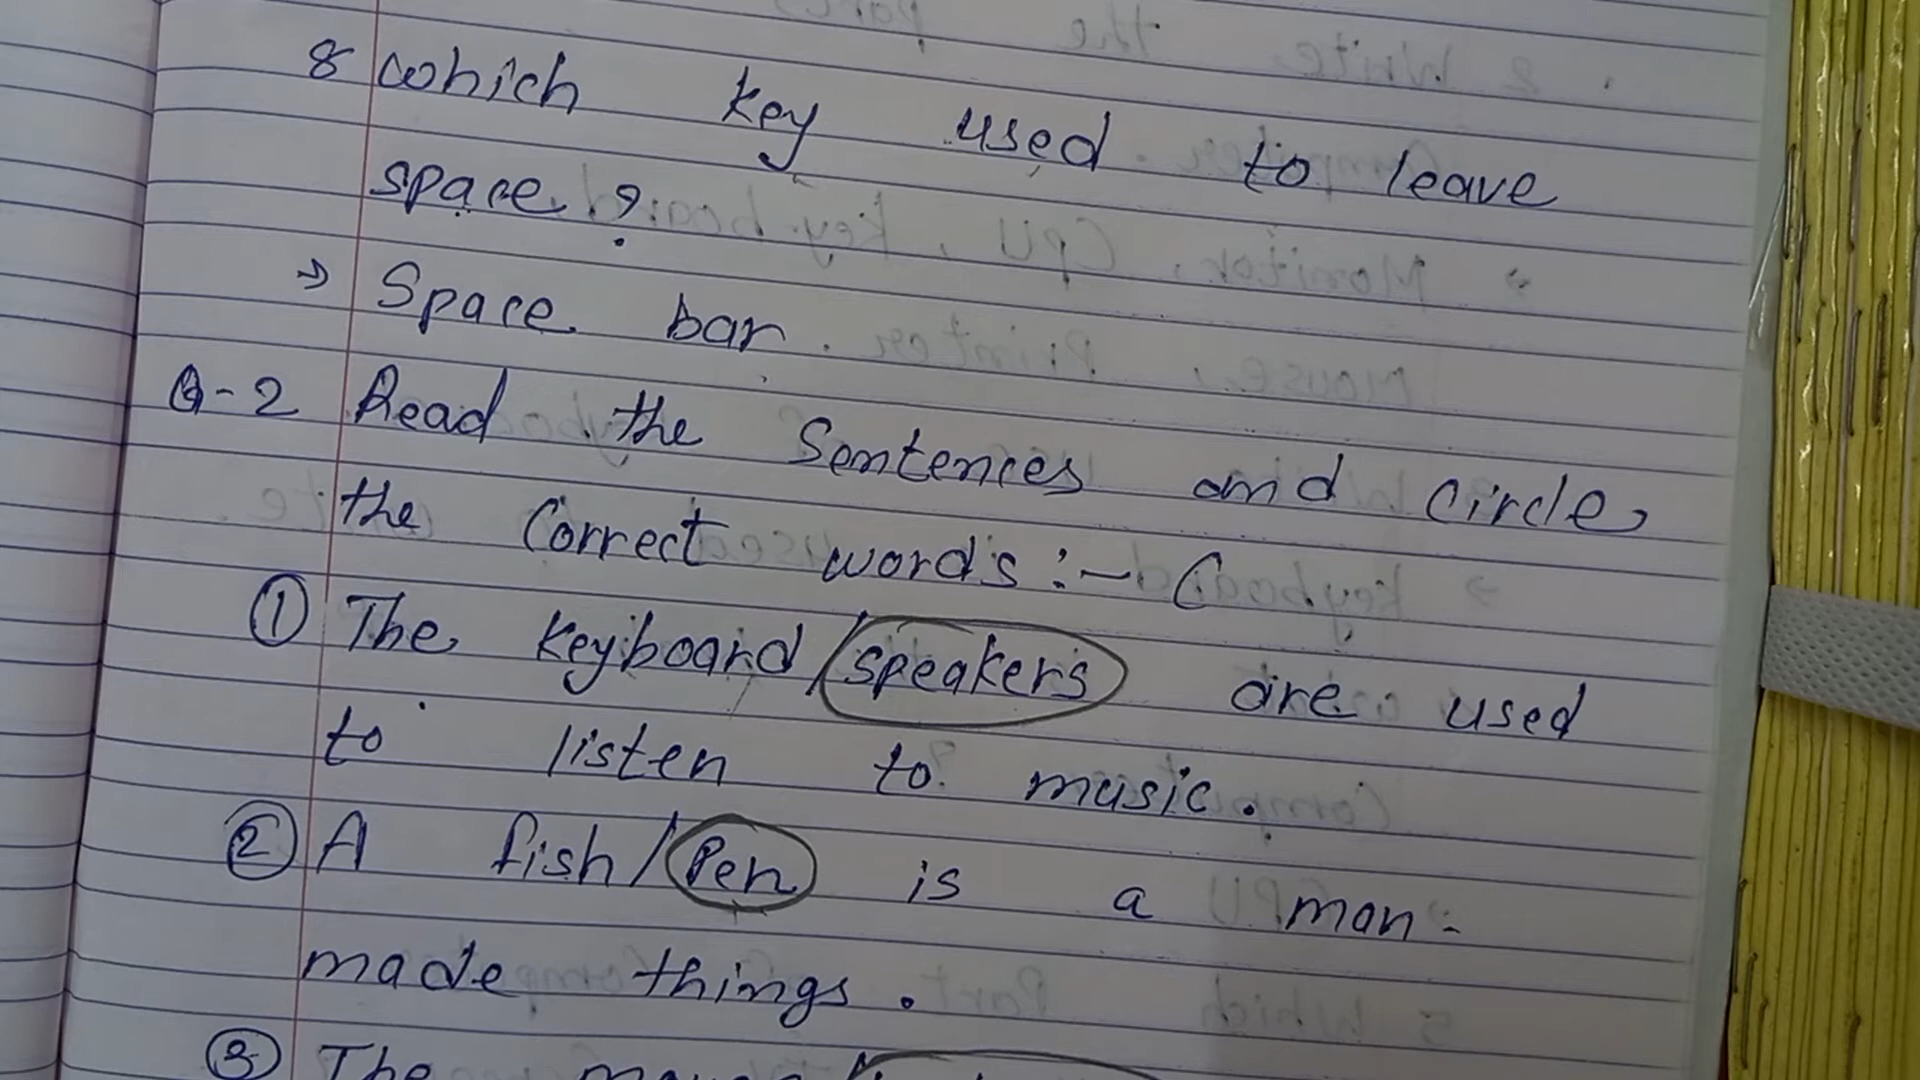 8 which key used to leave
space ?
→ Space bar.
Q-2 Read the Sentences and circle
the Correct words :-
① The keyboard/speakers are used
to listen to music.
② A fish/Pen is a man-
made things.
③ The